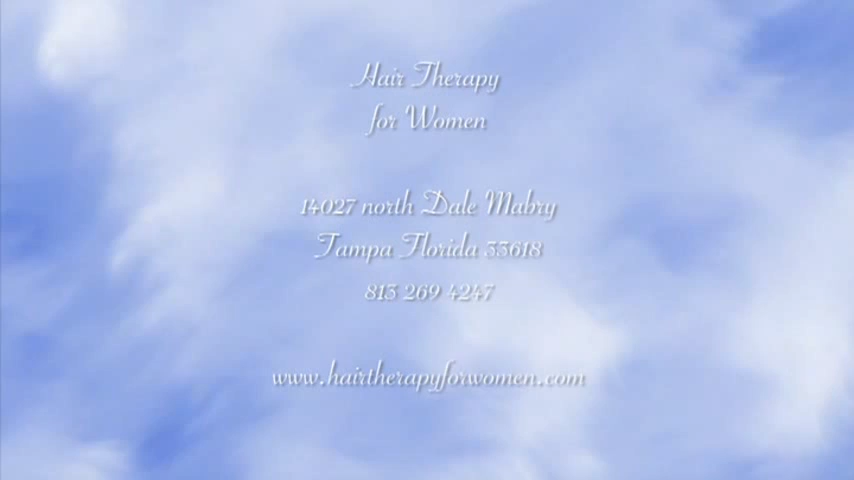 Hair Therapy
for Women
14027 north Dale Mabry
Tampa Florida 33618
813 269 4247
www.hairtherapyforwomen.com